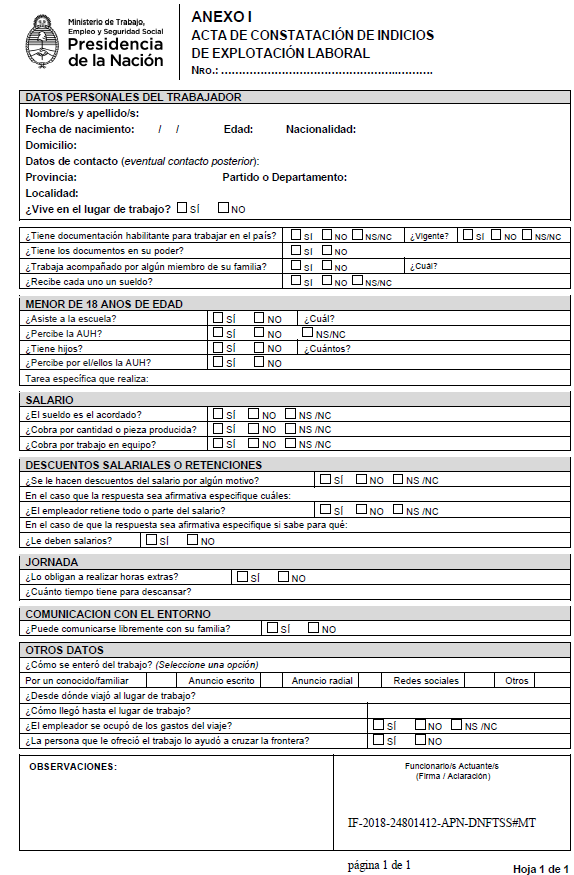 Ministerio de Trabajo,
Empleo y Seguridad Social
Presidencia
de la Nación
ANEXO I
ACTA DE CONSTATACIÓN DE INDICIOS
DE EXPLOTACIÓN LABORAL
NRO.: ………………………………………………………
DATOS PERSONALES DEL TRABAJADOR
Nombre/s y apellido/s:
Fecha de nacimiento: / / Edad: Nacionalidad:
Domicilio:
Datos de contacto (eventual contacto posterior):
Provincia: Partido o Departamento:
Localidad:
¿Vive en el lugar de trabajo? SÍ NO
¿Tiene documentación habilitante para trabajar en el país? SÍ NO NS/NC ¿Vigente? SÍ NO NS/NC
¿Tiene los documentos en su poder? SÍ NO
¿Trabaja acompañado por algún miembro de su familia? SÍ NO ¿Cuál?
¿Recibe cada uno un sueldo? SÍ NO NS/NC
MENOR DE 18 ANOS DE EDAD
¿Asiste a la escuela? SÍ NO ¿Cuál?
¿Percibe la AUH? SÍ NO NS/NC
¿Tiene hijos? SÍ NO ¿Cuántos?
¿Percibe por el/ellos la AUH? SÍ NO
Tarea específica que realiza:
SALARIO
¿El sueldo es el acordado? SÍ NO NS /NC
¿Cobra por cantidad o pieza producida? SÍ NO NS /NC
¿Cobra por trabajo en equipo? SÍ NO NS /NC
DESCUENTOS SALARIALES O RETENCIONES
¿Se le hacen descuentos del salario por algún motivo? SÍ NO NS /NC
En el caso que la respuesta sea afirmativa especifique cuáles:
¿El empleador retiene todo o parte del salario? SÍ NO NS /NC
En el caso de que la respuesta sea afirmativa especifique si sabe para qué:
¿Le deben salarios? SÍ NO
JORNADA
¿Lo obligan a realizar horas extras? SÍ NO
¿Cuánto tiempo tiene para descansar?
COMUNICACION CON EL ENTORNO
¿Puede comunicarse libremente con su familia? SÍ NO
OTROS DATOS
¿Cómo se enteró del trabajo? (Seleccione una opción)
Por un conocido/familiar Anuncio escrito Anuncio radial Redes sociales Otros
¿Desde dónde viajó al lugar de trabajo?
¿Cómo llegó hasta el lugar de trabajo?
¿El empleador se ocupó de los gastos del viaje? SÍ NO NS /NC
¿La persona que le ofreció el trabajo lo ayudó a cruzar la frontera? SÍ NO
OBSERVACIONES:
Funcionario/s Actuante/s
(Firma / Aclaración)
IF-2018-24801412-APN-DNFTSS#MT
página 1 de 1
Hoja 1 de 1